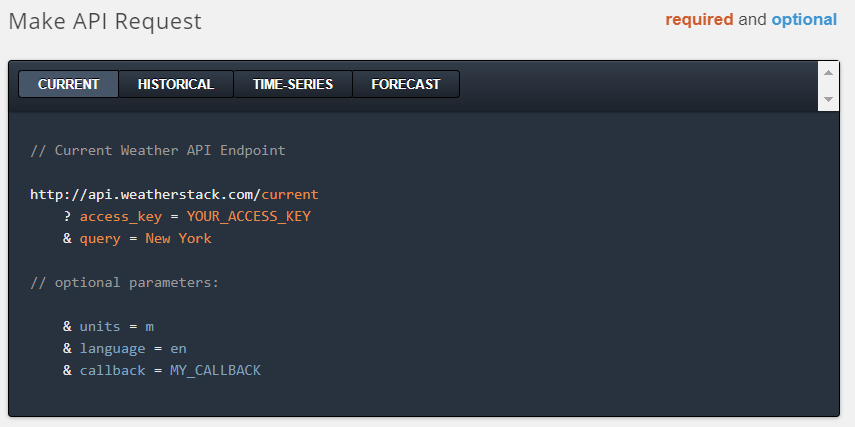 Make API Request
required and optional
CURRENT HISTORICAL TIME-SERIES FORECAST
// Current Weather API Endpoint
http://api.weatherstack.com/current
? access_key = YOUR_ACCESS_KEY
& query = New York
// optional parameters:
& units = m
& language = en
& callback = MY_CALLBACK